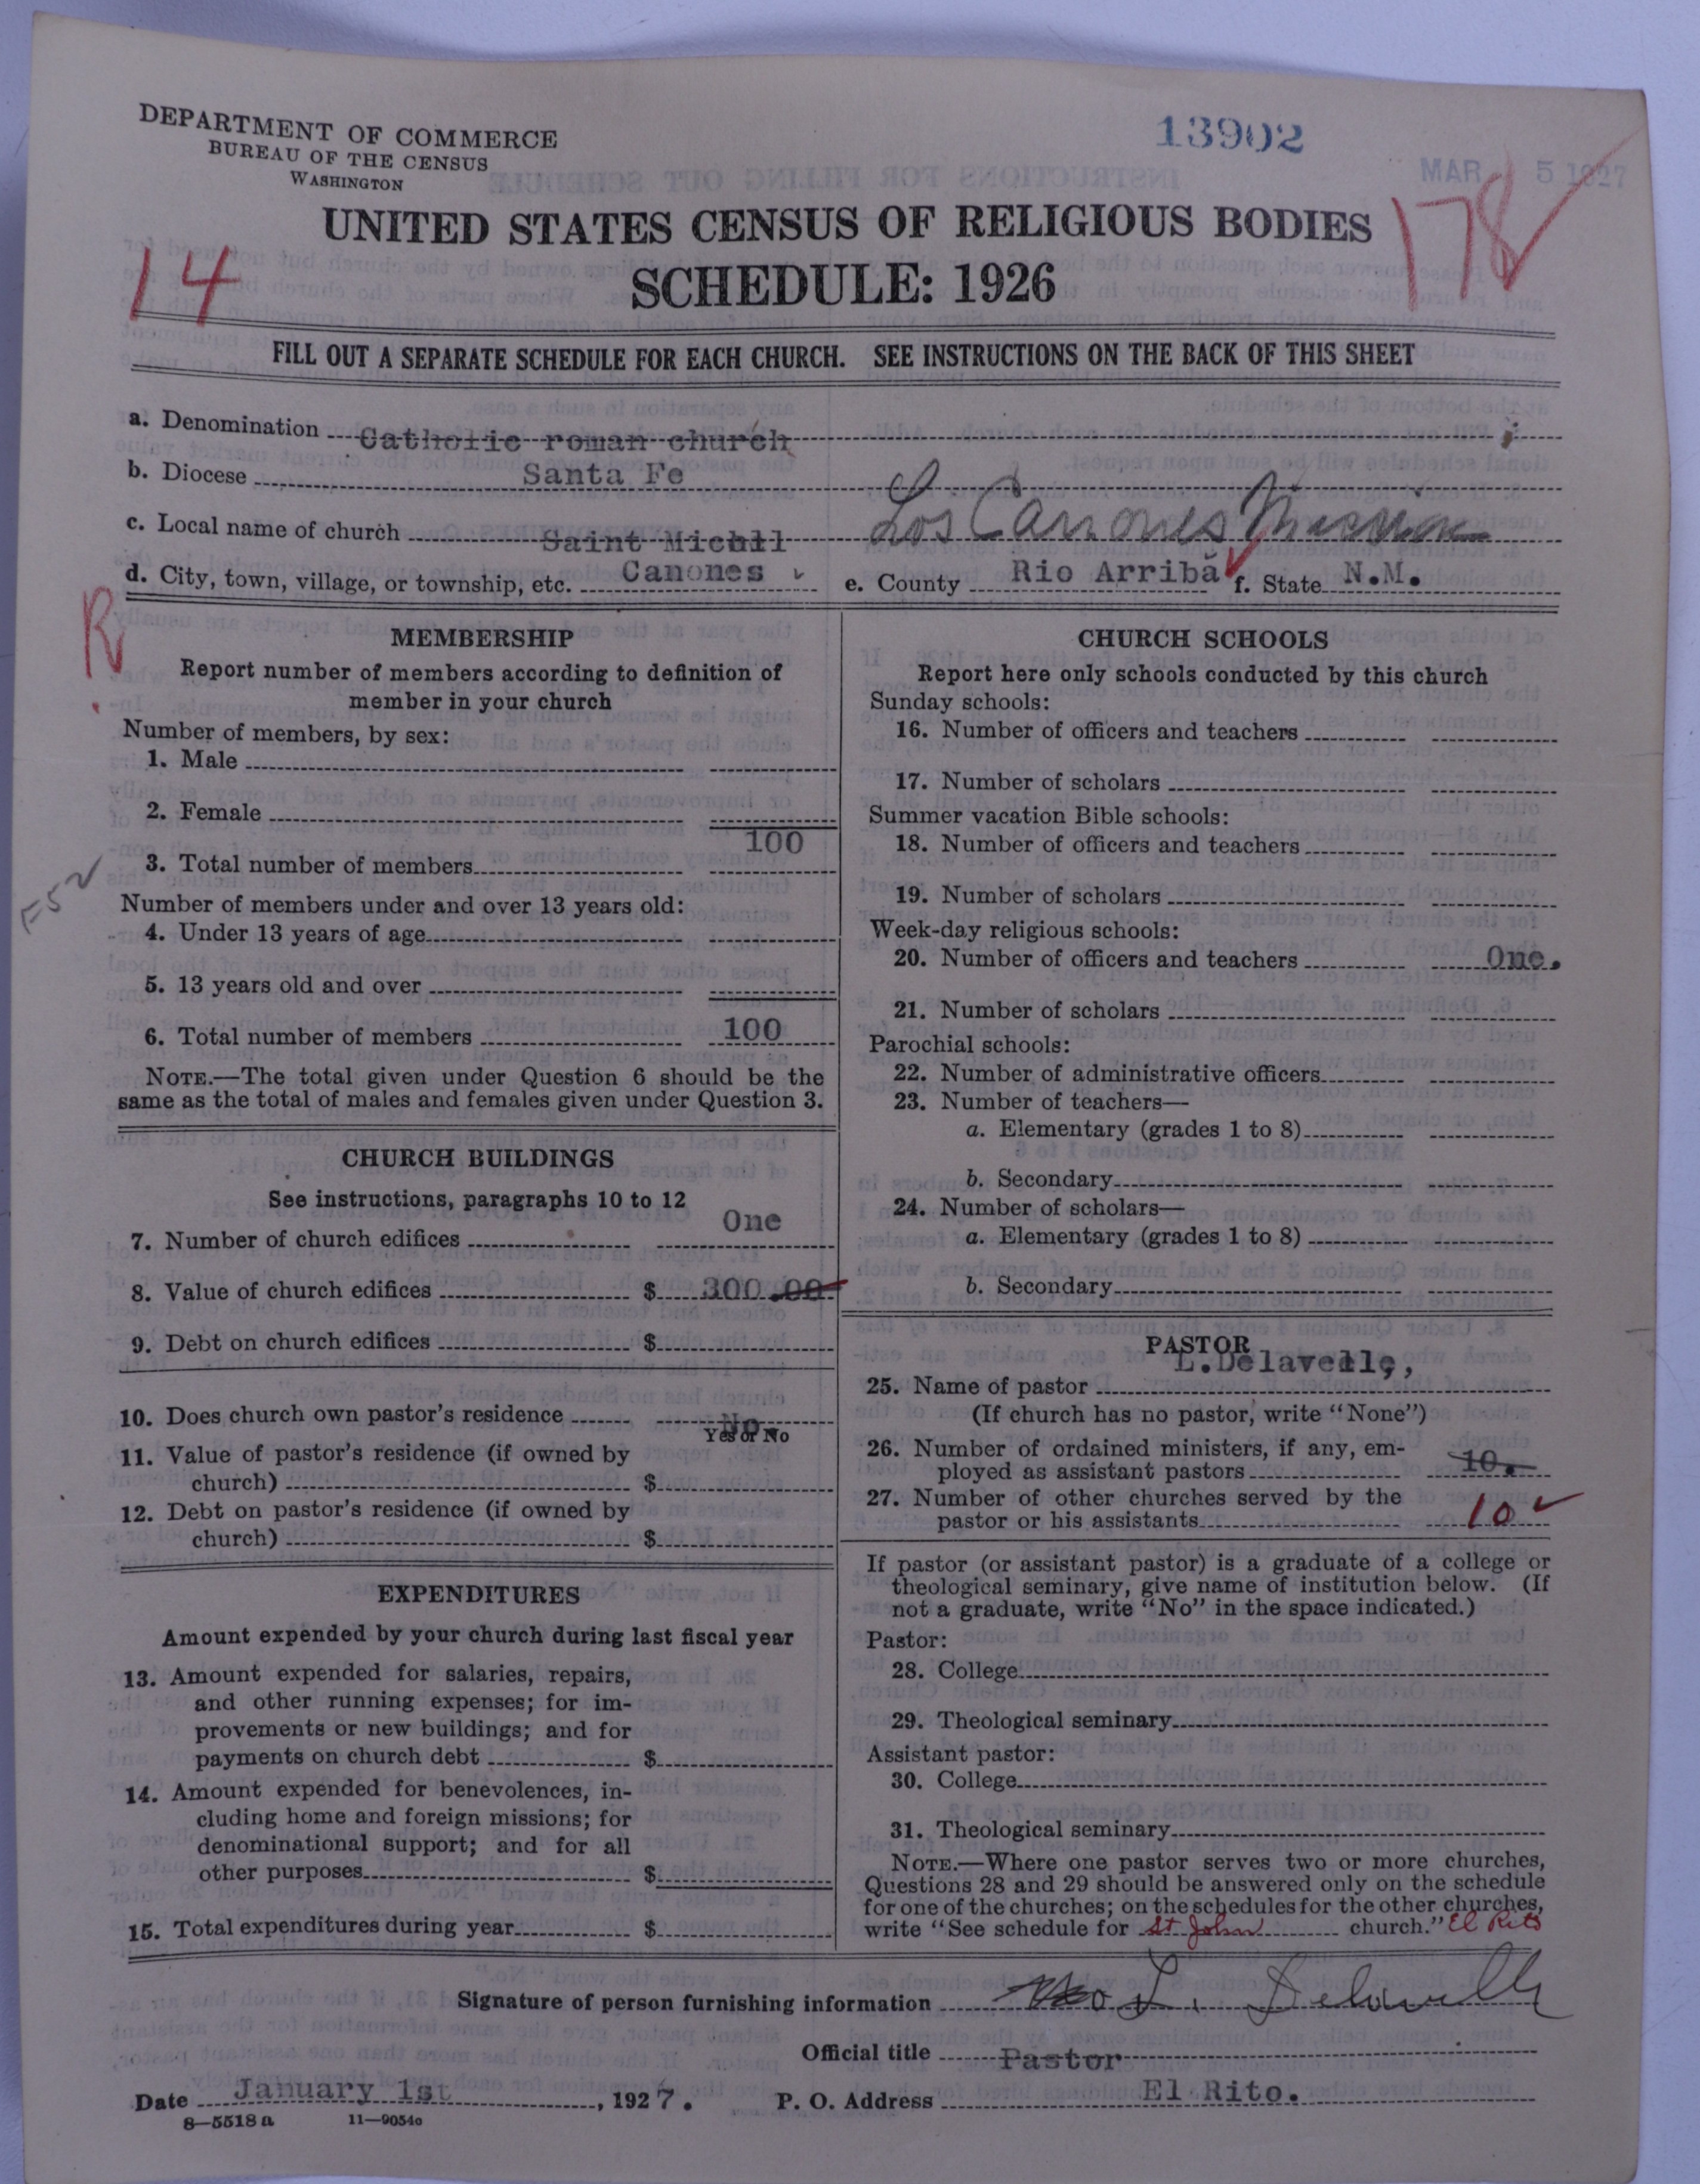 DEPARTMENT OF COMMERCE
BUREAU OF THE CENSUS
WASHINGTON
13902
MAR 5 1927
UNITED STATES CENSUS OF RELIGIOUS BODIES
14
178
SCHEDULE: 1926
FILL OUT A SEPARATE SCHEDULE FOR EACH CHURCH. SEE INSTRUCTIONS ON THE BACK OF THIS SHEET
a. Denomination Catholic roman church
b. Diocese Santa Fe
c. Local name of church Saint Michll Los Canones Mission
d. City, town, village, or township, etc. Canones e. County Rio Arriba f. State N.M.
R
MEMBERSHIP
Report number of members according to definition of
member in your church
Number of members, by sex:
1. Male
2. Female
3. Total number of members 100
Number of members under and over 13 years old:
4. Under 13 years of age
5. 13 years old and over
6. Total number of members 100
NOTE.—The total given under Question 6 should be the
same as the total of males and females given under Question 3.
CHURCH BUILDINGS
See instructions, paragraphs 10 to 12
7. Number of church edifices One
8. Value of church edifices $ 300.00
9. Debt on church edifices $
10. Does church own pastor's residence No.
Yes or No
11. Value of pastor's residence (if owned by
church) $
12. Debt on pastor's residence (if owned by
church) $
EXPENDITURES
Amount expended by your church during last fiscal year
13. Amount expended for salaries, repairs,
and other running expenses; for im-
provements or new buildings; and for
payments on church debt $
14. Amount expended for benevolences, in-
cluding home and foreign missions; for
denominational support; and for all
other purposes $
15. Total expenditures during year $
CHURCH SCHOOLS
Report here only schools conducted by this church
Sunday schools:
16. Number of officers and teachers
17. Number of scholars
Summer vacation Bible schools:
18. Number of officers and teachers
19. Number of scholars
Week-day religious schools:
20. Number of officers and teachers One.
21. Number of scholars
Parochial schools:
22. Number of administrative officers
23. Number of teachers—
a. Elementary (grades 1 to 8)
b. Secondary
24. Number of scholars—
a. Elementary (grades 1 to 8)
b. Secondary
PASTOR
25. Name of pastor L.Delavelle,
(If church has no pastor, write "None")
26. Number of ordained ministers, if any, em-
ployed as assistant pastors 10.
27. Number of other churches served by the
pastor or his assistants 10
If pastor (or assistant pastor) is a graduate of a college or
theological seminary, give name of institution below. (If
not a graduate, write "No" in the space indicated.)
Pastor:
28. College
29. Theological seminary
Assistant pastor:
30. College
31. Theological seminary
NOTE.—Where one pastor serves two or more churches,
Questions 28 and 29 should be answered only on the schedule
for one of the churches; on the schedules for the other churches,
write "See schedule for St John church." El Rito
Signature of person furnishing information L. Delavelle
Official title Pastor
Date January 1st, 1927. P. O. Address El Rito.
8—5518 a 11—9054o